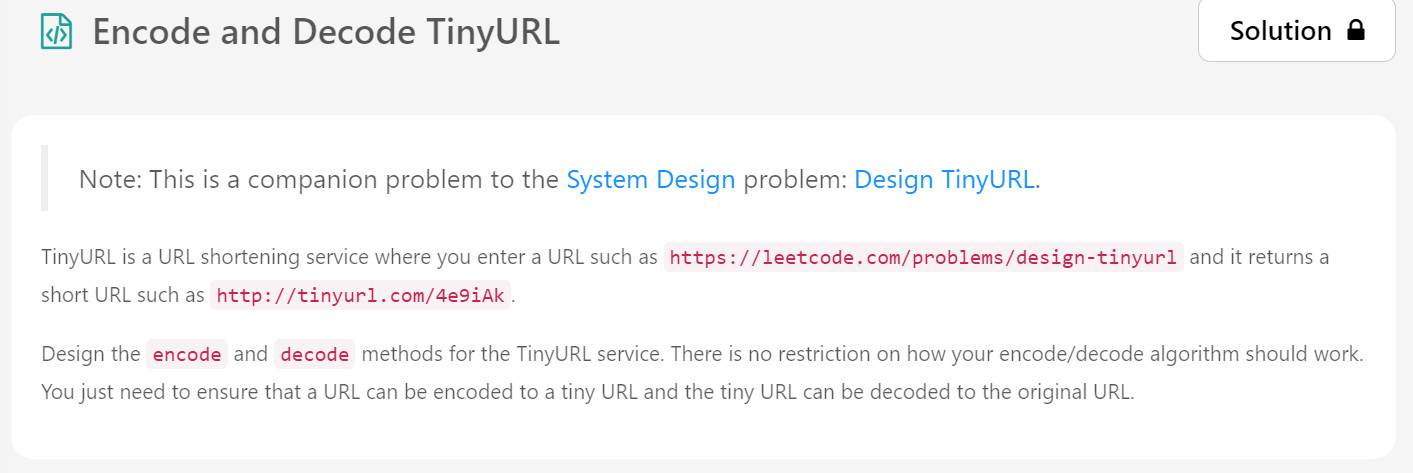 Encode and Decode TinyURL
Solution
Note: This is a companion problem to the System Design problem: Design TinyURL.
TinyURL is a URL shortening service where you enter a URL such as https://leetcode.com/problems/design-tinyurl and it returns a
short URL such as http://tinyurl.com/4e9iAk.
Design the encode and decode methods for the TinyURL service. There is no restriction on how your encode/decode algorithm should work.
You just need to ensure that a URL can be encoded to a tiny URL and the tiny URL can be decoded to the original URL.